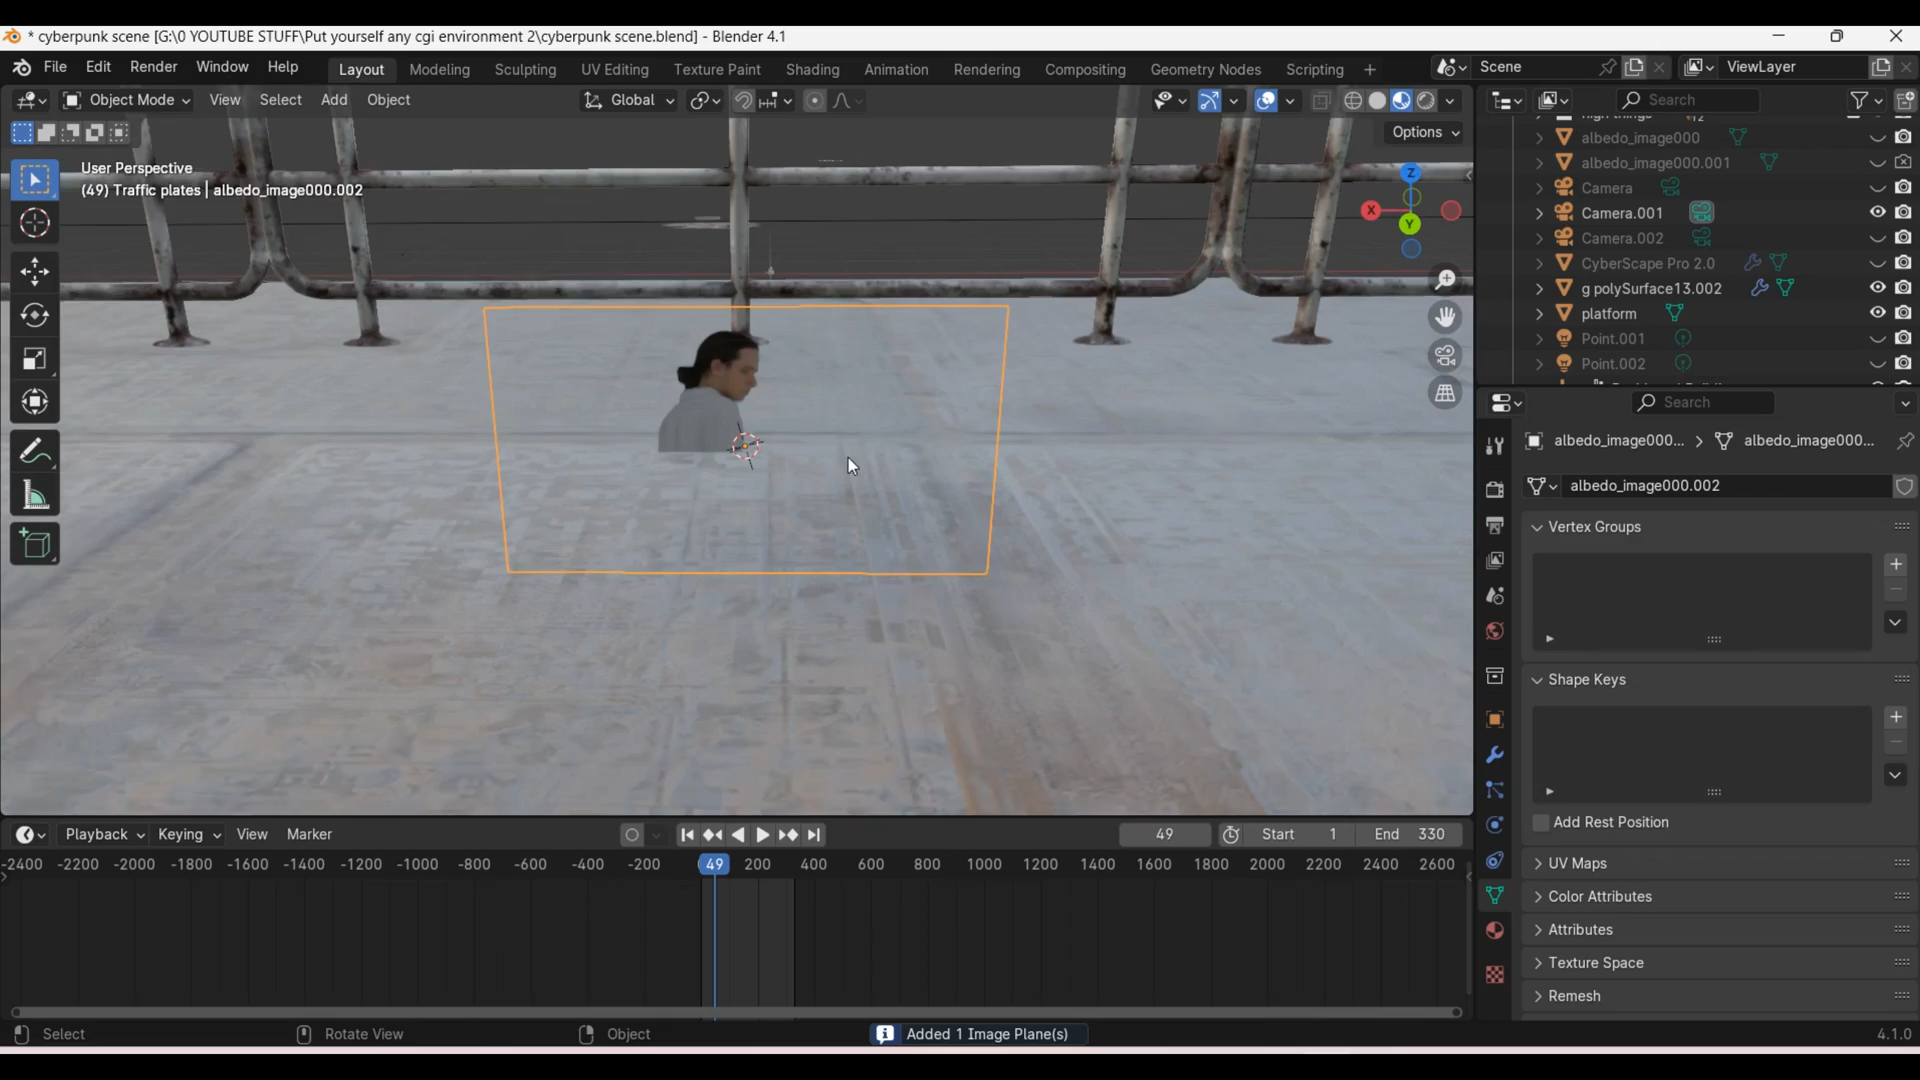 * cyberpunk scene [G:\0 YOUTUBE STUFF\Put yourself any cgi environment 2\cyberpunk scene.blend] - Blender 4.1
File Edit Render Window Help Layout Modeling Sculpting UV Editing Texture Paint Shading Animation Rendering Compositing Geometry Nodes Scripting + Scene ViewLayer
Object Mode View Select Add Object Global Search
Options
User Perspective
(49) Traffic plates | albedo_image000.002
Z
X
Y
albedo_image000
albedo_image000.001
Camera
Camera.001
Camera.002
CyberScape Pro 2.0
g polySurface13.002
platform
Point.001
Point.002
Search
albedo_image000... > albedo_image000...
albedo_image000.002
Vertex Groups
Shape Keys
Add Rest Position
UV Maps
Color Attributes
Attributes
Texture Space
Remesh
Playback Keying View Marker 49 Start 1 End 330
-2400 -2200 -2000 -1800 -1600 -1400 -1200 -1000 -800 -600 -400 -200 49 200 400 600 800 1000 1200 1400 1600 1800 2000 2200 2400 2600
Select Rotate View Object Added 1 Image Plane(s) 4.1.0